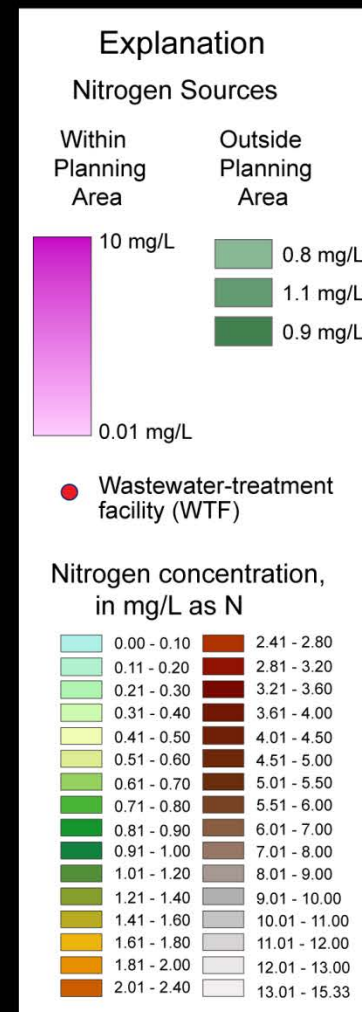 Explanation
Nitrogen Sources
Within
Planning
Area
Outside
Planning
Area
10 mg/L
0.01 mg/L
0.8 mg/L
1.1 mg/L
0.9 mg/L
Wastewater-treatment
facility (WTF)
Nitrogen concentration,
in mg/L as N
0.00 - 0.10
0.11 - 0.20
0.21 - 0.30
0.31 - 0.40
0.41 - 0.50
0.51 - 0.60
0.61 - 0.70
0.71 - 0.80
0.81 - 0.90
0.91 - 1.00
1.01 - 1.20
1.21 - 1.40
1.41 - 1.60
1.61 - 1.80
1.81 - 2.00
2.01 - 2.40
2.41 - 2.80
2.81 - 3.20
3.21 - 3.60
3.61 - 4.00
4.01 - 4.50
4.51 - 5.00
5.01 - 5.50
5.51 - 6.00
6.01 - 7.00
7.01 - 8.00
8.01 - 9.00
9.01 - 10.00
10.01 - 11.00
11.01 - 12.00
12.01 - 13.00
13.01 - 15.33